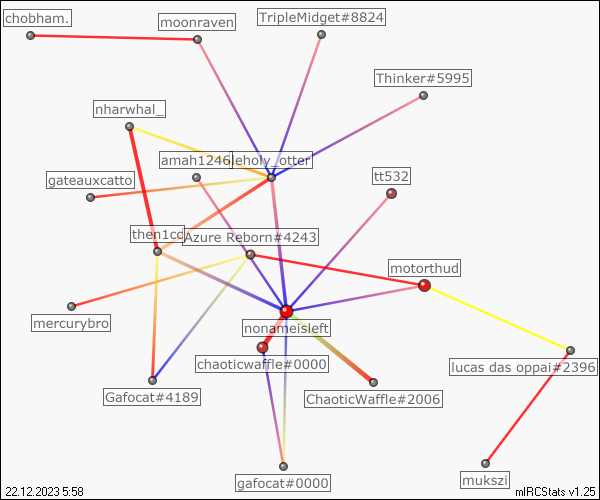 chobham.
moonraven
TripleMidget#8824
Thinker#5995
nharwhal_
amah1246
leholy_otter
gateauxcatto
tt532
then1cc
Azure Reborn#4243
motorthud
mercurybro
nonameisleft
chaoticwaffle#0000
lucas das oppai#2396
Gafocat#4189
ChaoticWaffle#2006
gafocat#0000
mukszi
22.12.2023 5:58
mIRCStats v1.25